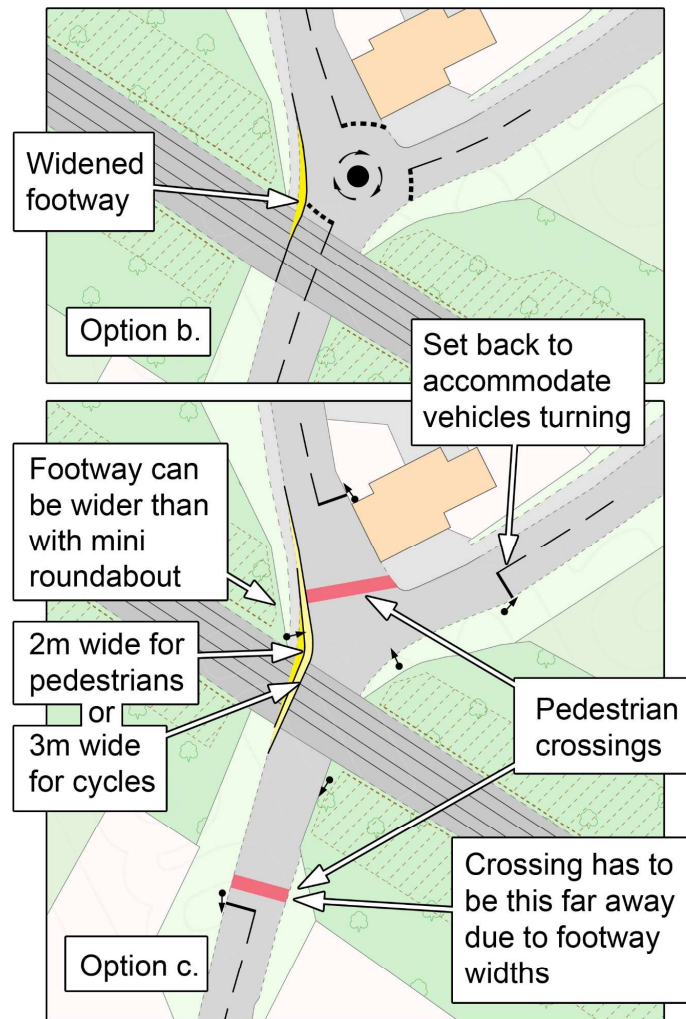 Widened
footway
Option b.
Set back to
accommodate
vehicles turning
Footway can
be wider than
with mini
roundabout
2m wide for
pedestrians
or
3m wide
for cycles
Pedestrian
crossings
Crossing has to
be this far away
due to footway
widths
Option c.